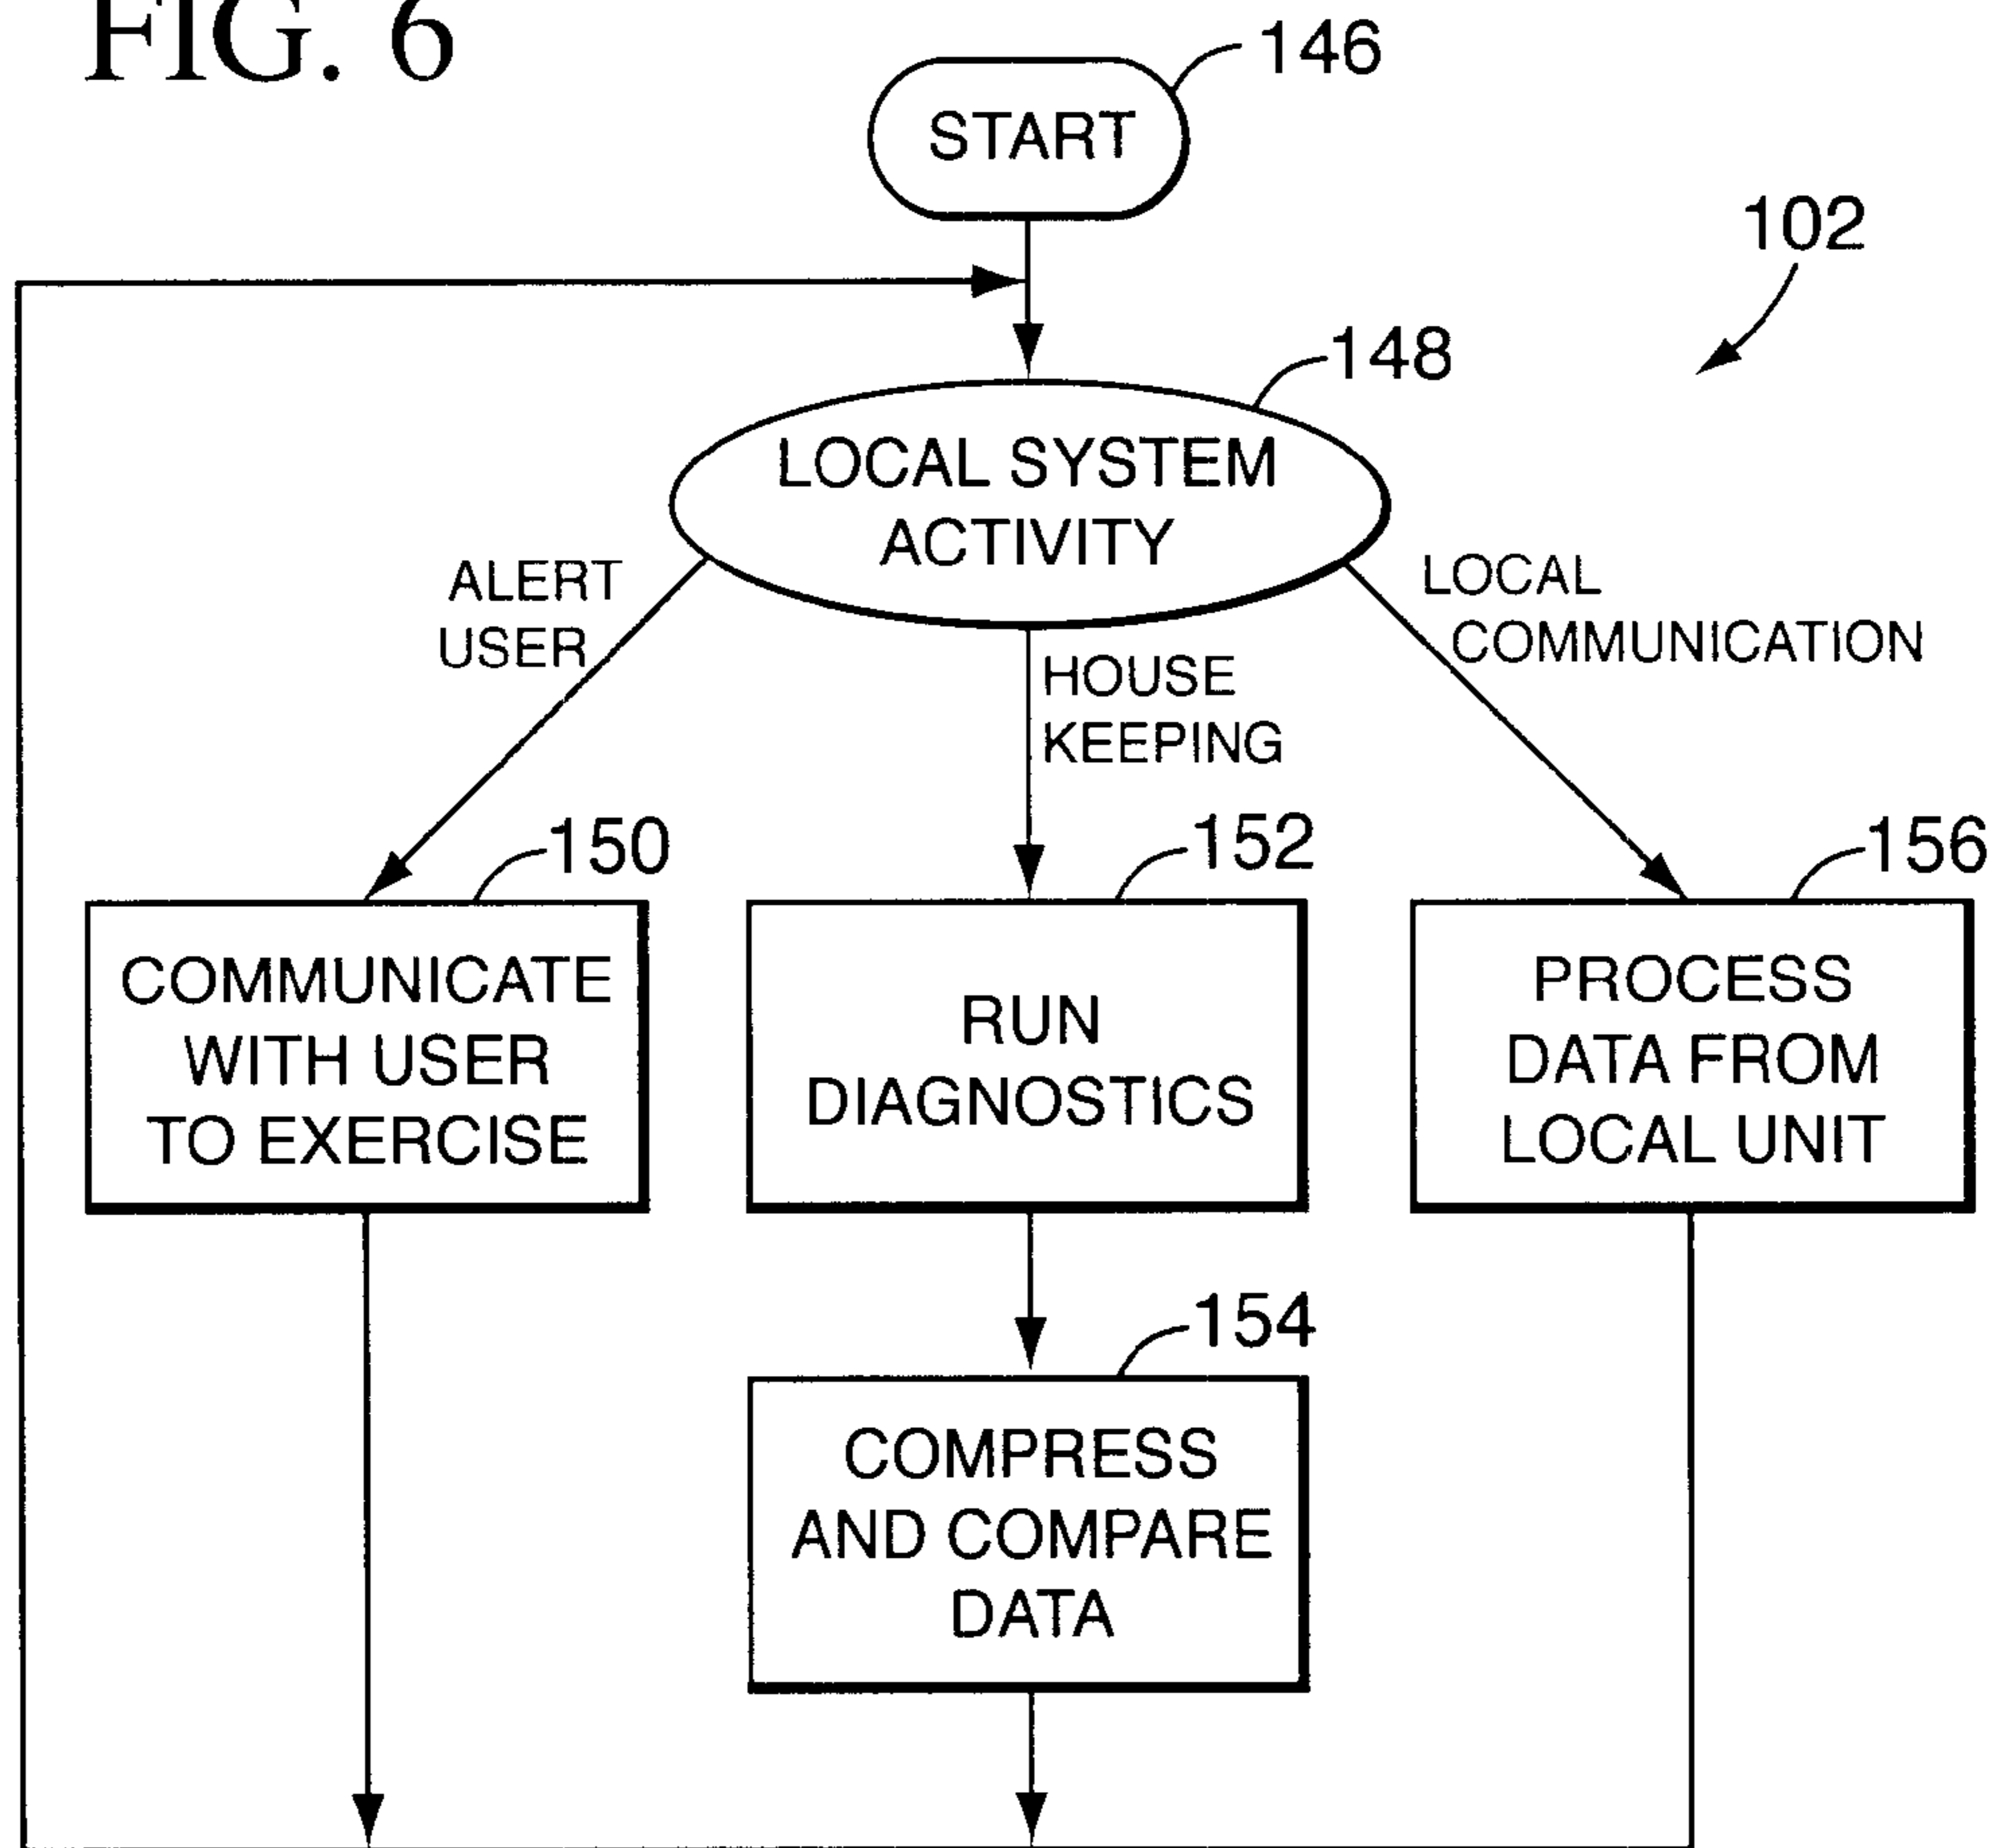 FIG. 6
START
146
102
148
LOCAL SYSTEM
ACTIVITY
ALERT
USER
HOUSE
KEEPING
LOCAL
COMMUNICATION
150
152
156
COMMUNICATE
WITH USER
TO EXERCISE
RUN
DIAGNOSTICS
PROCESS
DATA FROM
LOCAL UNIT
154
COMPRESS
AND COMPARE
DATA